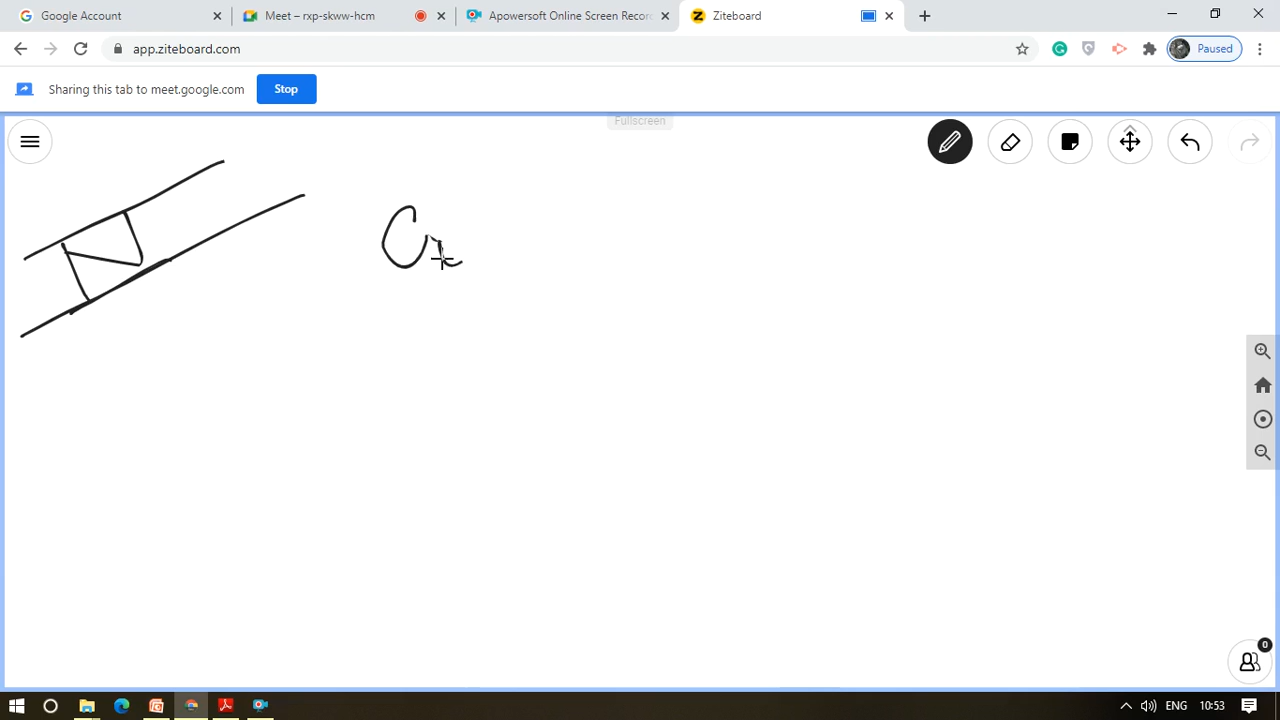 Google Account
Meet – rxp-skww-hcm
Apowersoft Online Screen Recor
Ziteboard
app.ziteboard.com
Paused
Sharing this tab to meet.google.com
Stop
Fullscreen
0
ENG
10:53